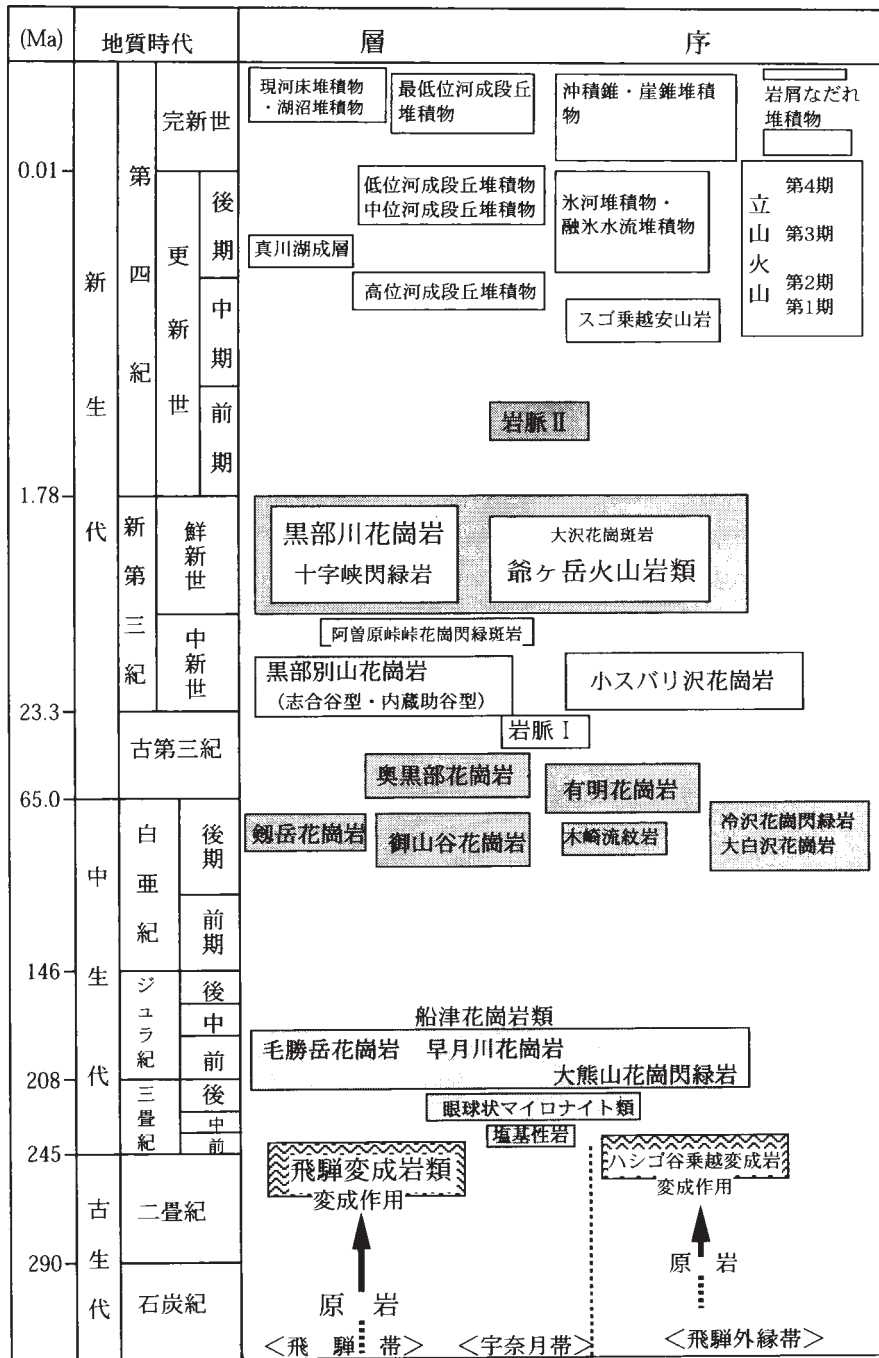 (Ma)
地質時代
層
序
0.01
1.78
23.3
65.0
146
208
245
290
新生代
中生代
古生代
第四紀
新第三紀
古第三紀
白亜紀
ジュラ紀
三畳紀
二畳紀
石炭紀
完新世
更新世
後期
中期
前期
鮮新世
中新世
後期
前期
後
中
前
後
中
前
現河床堆積物
・湖沼堆積物
最低位河成段丘
堆積物
沖積錐・崖錐堆積
物
岩屑なだれ
堆積物
低位河成段丘堆積物
中位河成段丘堆積物
氷河堆積物・
融氷水流堆積物
立山火山
第4期
第3期
第2期
第1期
真川湖成層
高位河成段丘堆積物
スゴ乗越安山岩
岩脈Ⅱ
黒部川花崗岩
十字峡閃緑岩
大沢花崗斑岩
爺ヶ岳火山岩類
阿曽原峠峠花崗閃緑斑岩
黒部別山花崗岩
(志合谷型・内蔵助谷型)
小スバリ沢花崗岩
岩脈Ⅰ
奥黒部花崗岩
有明花崗岩
剱岳花崗岩
御山谷花崗岩
木崎流紋岩
冷沢花崗閃緑岩
大白沢花崗岩
船津花崗岩類
毛勝岳花崗岩 早月川花崗岩
大熊山花崗閃緑岩
眼球状マイロナイト類
塩基性岩
飛騨変成岩類
変成作用
ハシゴ谷乗越変成岩
変成作用
原岩
原岩
<飛騨帯>
<宇奈月帯>
<飛騨外縁帯>